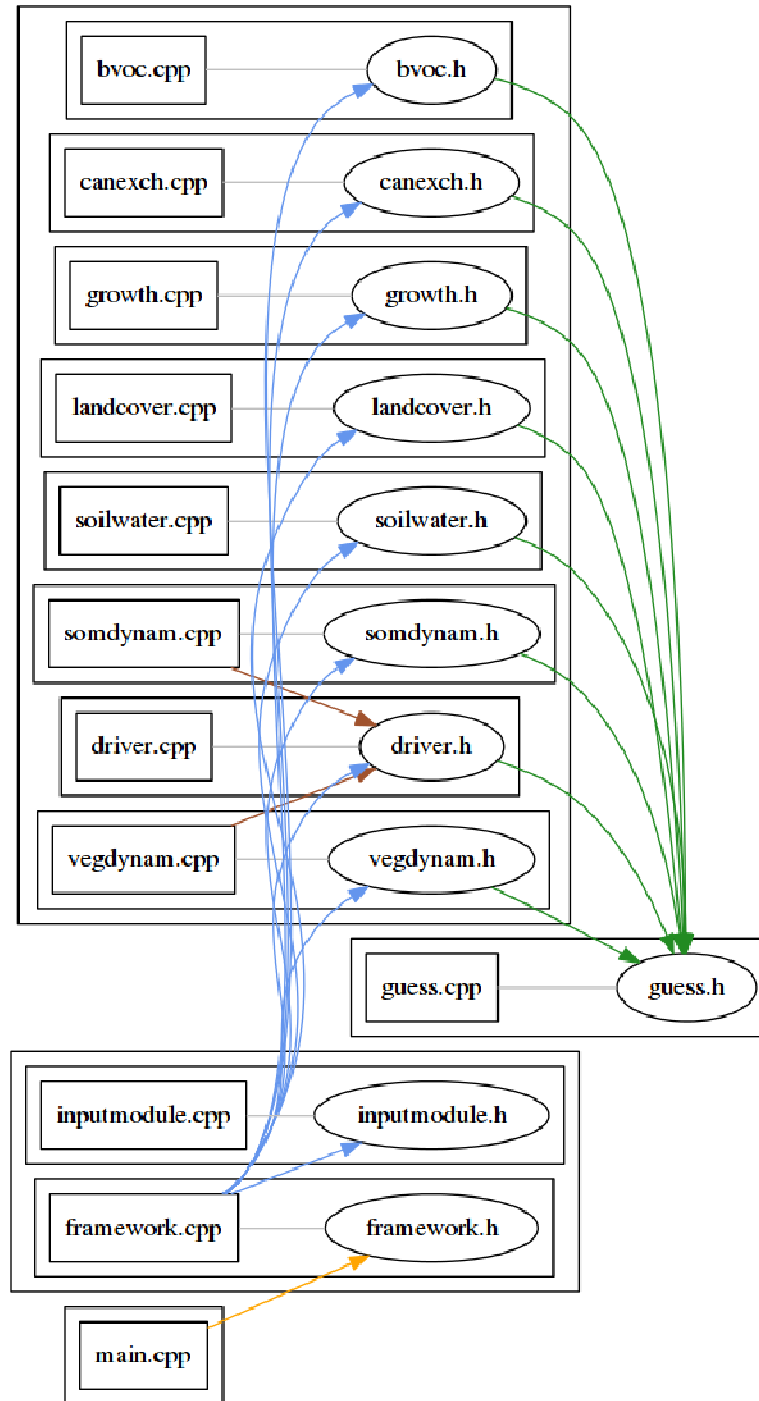 bvoc.cpp bvoc.h
canexch.cpp canexch.h
growth.cpp growth.h
landcover.cpp landcover.h
soilwater.cpp soilwater.h
somdynam.cpp somdynam.h
driver.cpp driver.h
vegdynam.cpp vegdynam.h
guess.cpp guess.h
inputmodule.cpp inputmodule.h
framework.cpp framework.h
main.cpp